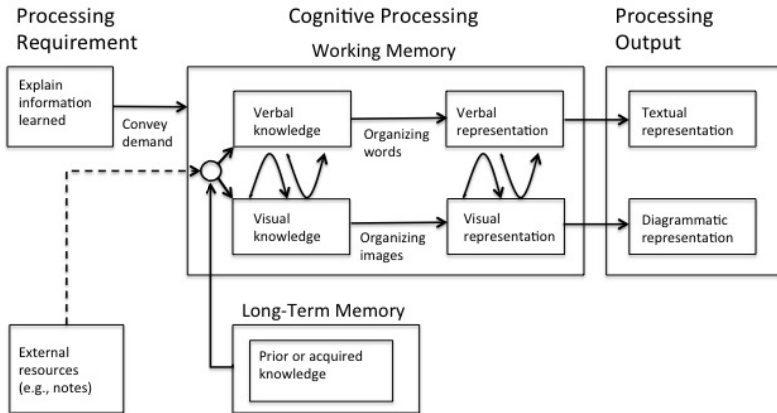 Processing
Requirement
Cognitive Processing
Processing
Output
Working Memory
Explain
information
learned
Convey
demand
Verbal
knowledge
Organizing
words
Verbal
representation
Textual
representation
Visual
knowledge
Organizing
images
Visual
representation
Diagrammatic
representation
Long-Term Memory
External
resources
(e.g., notes)
Prior or acquired
knowledge